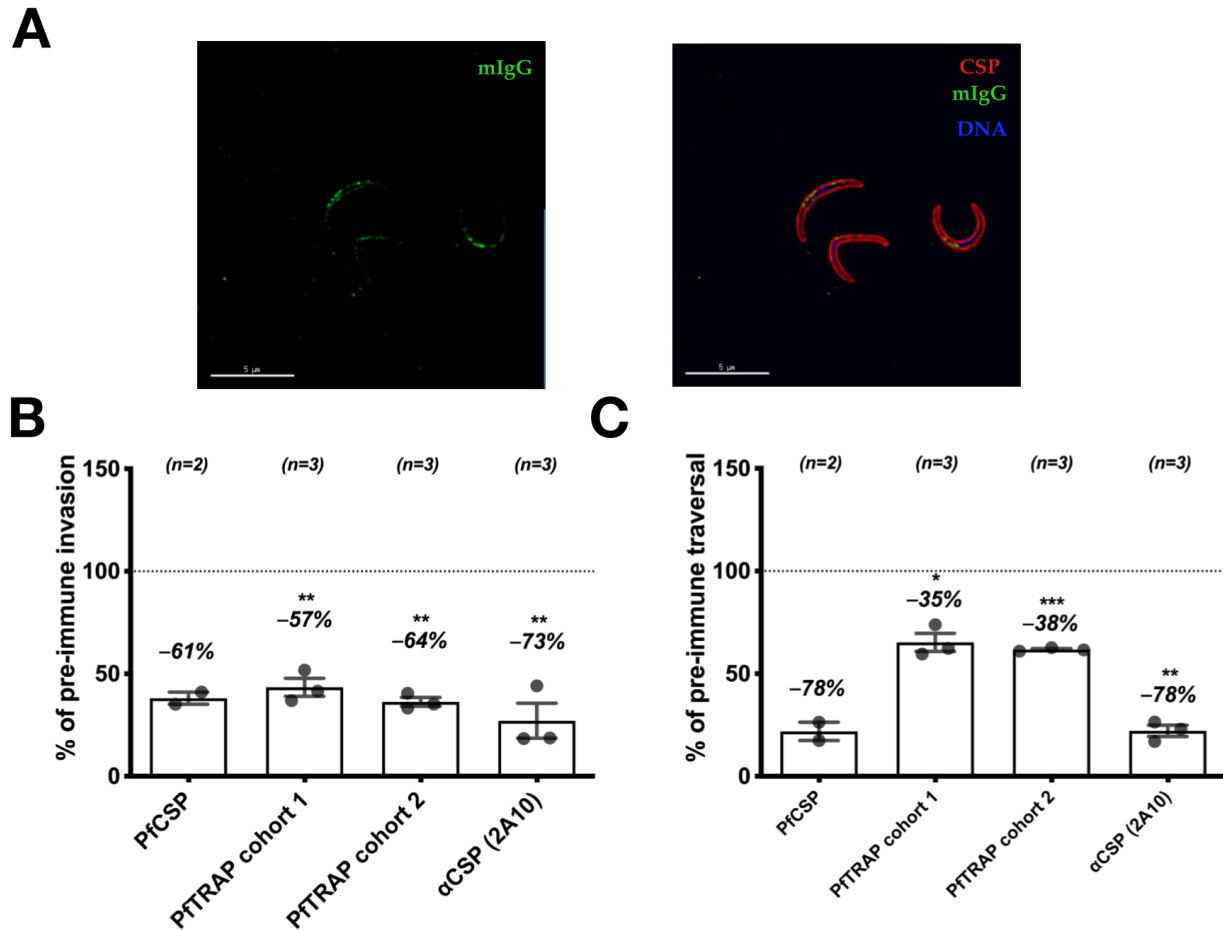 A
mIgG
5 μm
CSP
mIgG
DNA
5 μm
B
% of pre-immune invasion
150
100
50
0
(n=2)
(n=3)
(n=3)
(n=3)
–61%
**
–57%
**
–64%
**
–73%
PfCSP
PfTRAP cohort 1
PfTRAP cohort 2
αCSP (2A10)
C
% of pre-immune traversal
150
100
50
0
(n=2)
(n=3)
(n=3)
(n=3)
–78%
*
–35%
***
–38%
**
–78%
PfCSP
PfTRAP cohort 1
PfTRAP cohort 2
αCSP (2A10)